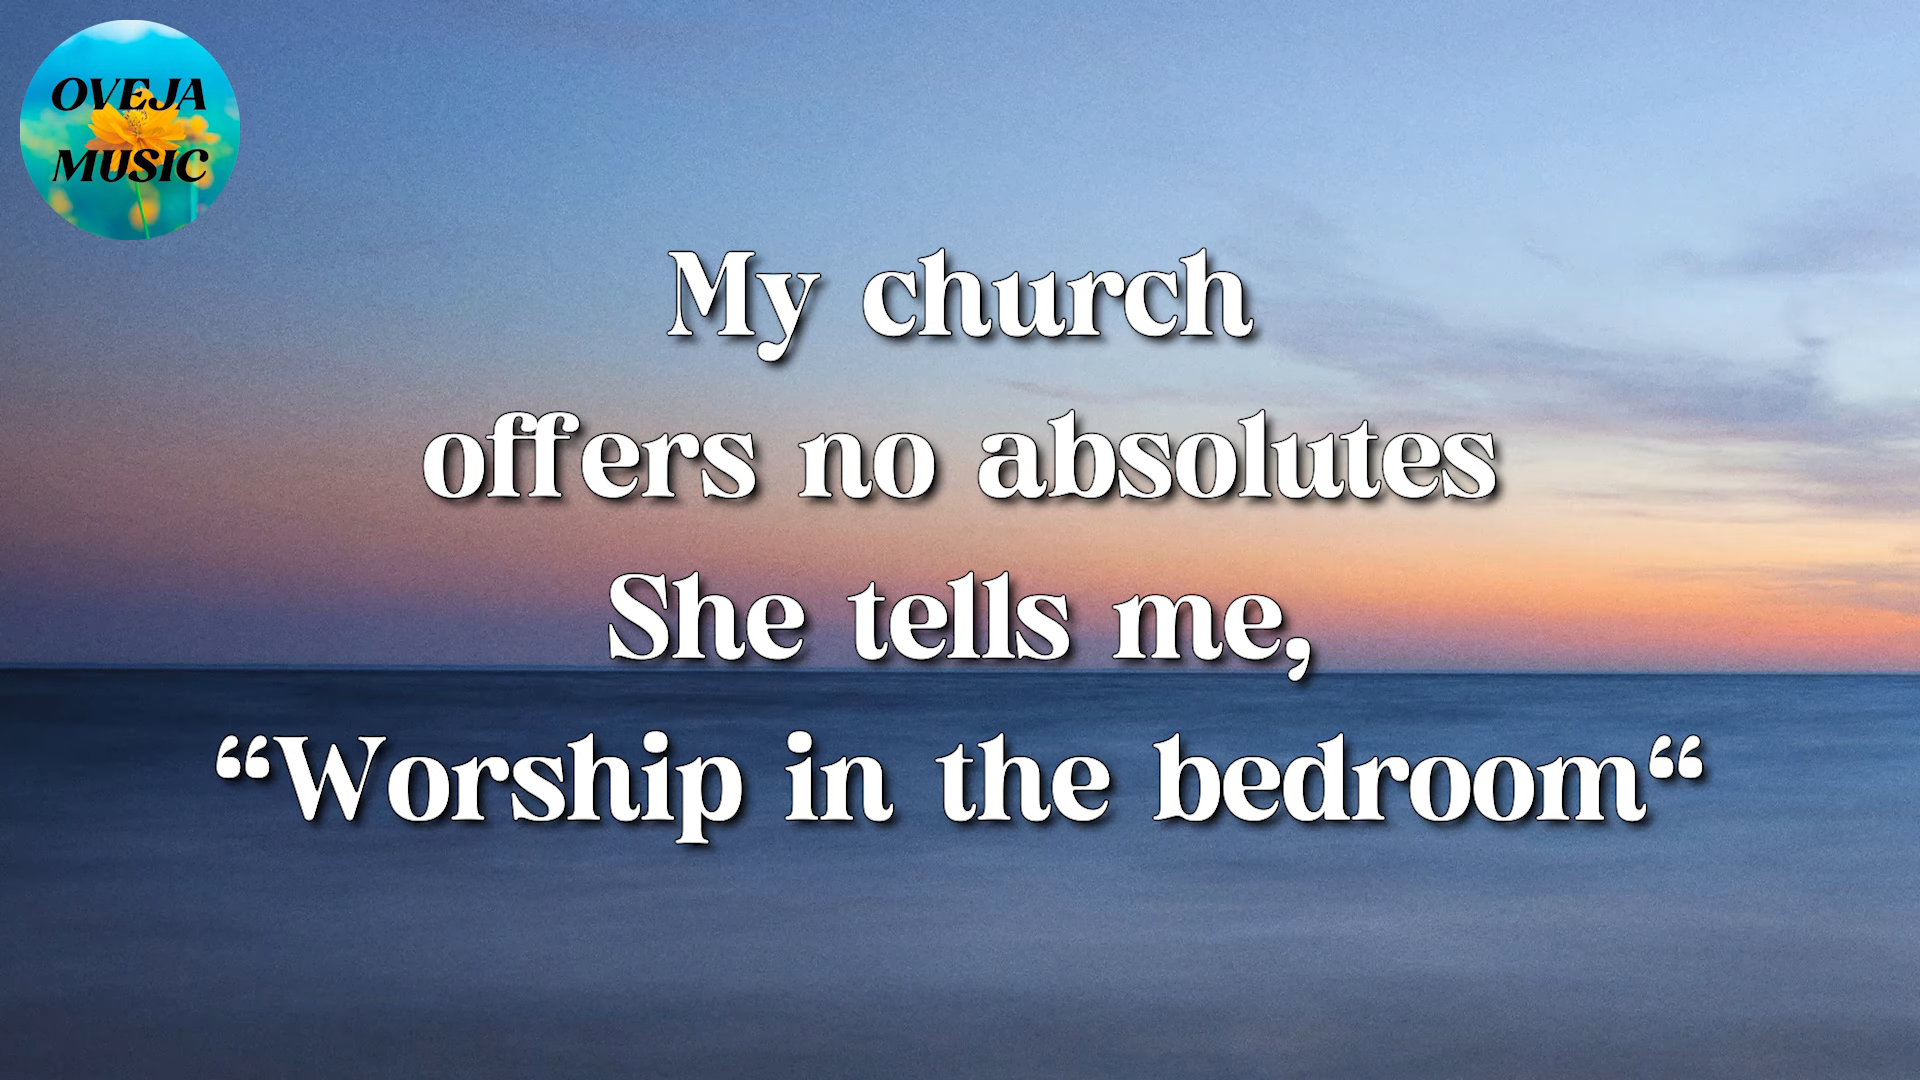 OVEJA
MUSIC
My church
offers no absolutes
She tells me,
“Worship in the bedroom“